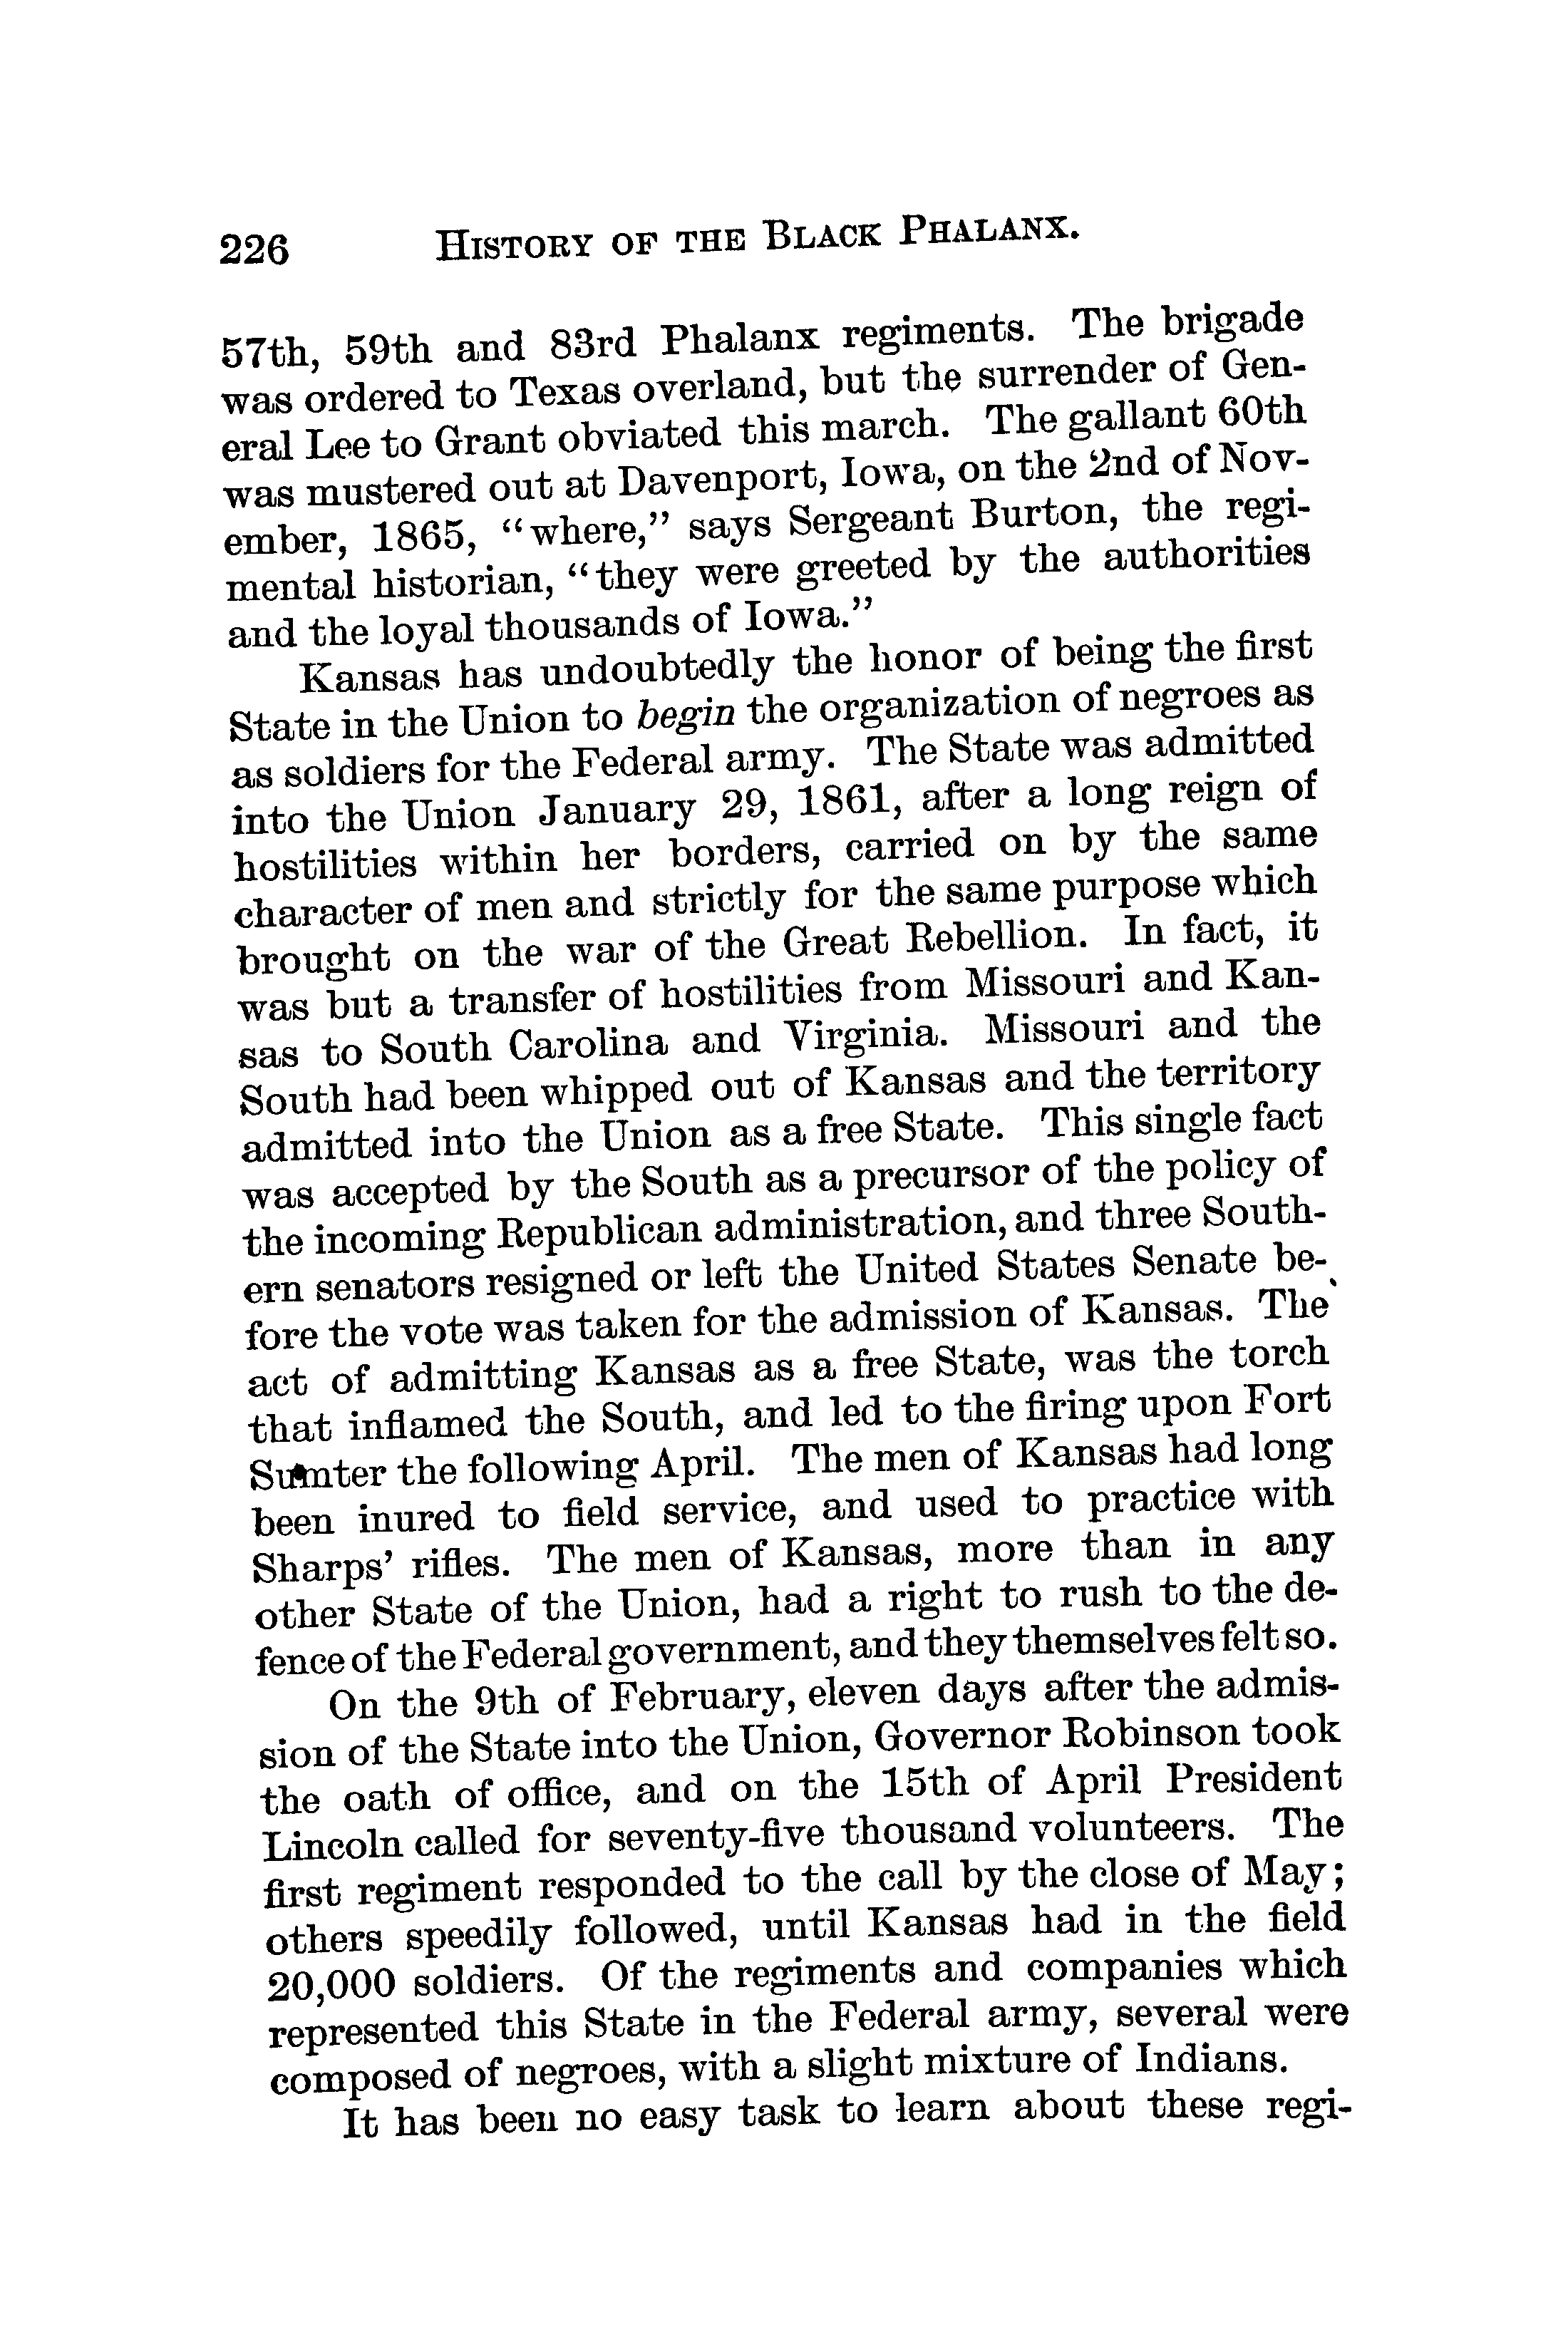 226 HISTORY OF THE BLACK PHALANX.
57th, 59th and 83rd Phalanx regiments. The brigade
was ordered to Texas overland, but the surrender of Gen-
eral Lee to Grant obviated this march. The gallant 60th
was mustered out at Davenport, Iowa, on the 2nd of Nov-
ember, 1865, “where,” says Sergeant Burton, the regi-
mental historian, “they were greeted by the authorities
and the loyal thousands of Iowa.”
Kansas has undoubtedly the honor of being the first
State in the Union to begin the organization of negroes as
as soldiers for the Federal army. The State was admitted
into the Union January 29, 1861, after a long reign of
hostilities within her borders, carried on by the same
character of men and strictly for the same purpose which
brought on the war of the Great Rebellion. In fact, it
was but a transfer of hostilities from Missouri and Kan-
sas to South Carolina and Virginia. Missouri and the
South had been whipped out of Kansas and the territory
admitted into the Union as a free State. This single fact
was accepted by the South as a precursor of the policy of
the incoming Republican administration, and three South-
ern senators resigned or left the United States Senate be-
fore the vote was taken for the admission of Kansas. The
act of admitting Kansas as a free State, was the torch
that inflamed the South, and led to the firing upon Fort
Sumter the following April. The men of Kansas had long
been inured to field service, and used to practice with
Sharps’ rifles. The men of Kansas, more than in any
other State of the Union, had a right to rush to the de-
fence of the Federal government, and they themselves felt so.
On the 9th of February, eleven days after the admis-
sion of the State into the Union, Governor Robinson took
the oath of office, and on the 15th of April President
Lincoln called for seventy-five thousand volunteers. The
first regiment responded to the call by the close of May;
others speedily followed, until Kansas had in the field
20,000 soldiers. Of the regiments and companies which
represented this State in the Federal army, several were
composed of negroes, with a slight mixture of Indians.
It has been no easy task to learn about these regi-